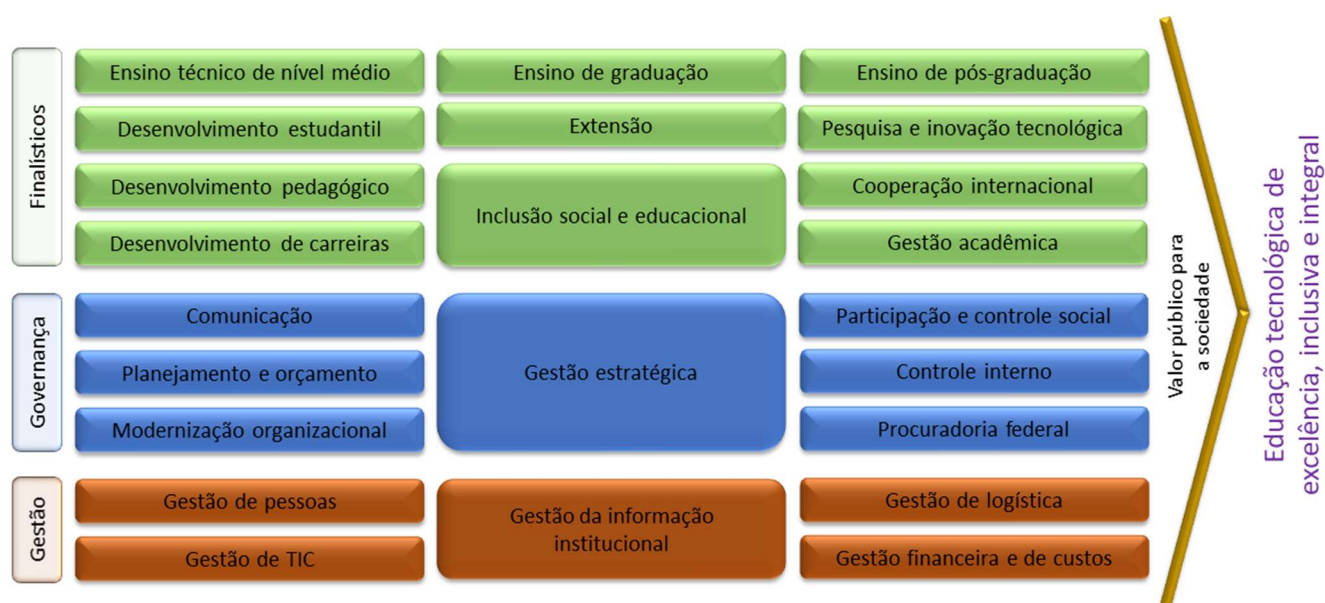 Finalísticos
Ensino técnico de nível médio
Ensino de graduação
Ensino de pós-graduação
Desenvolvimento estudantil
Extensão
Pesquisa e inovação tecnológica
Desenvolvimento pedagógico
Inclusão social e educacional
Cooperação internacional
Desenvolvimento de carreiras
Gestão acadêmica
Governança
Comunicação
Gestão estratégica
Participação e controle social
Planejamento e orçamento
Controle interno
Modernização organizacional
Procuradoria federal
Gestão
Gestão de pessoas
Gestão da informação
institucional
Gestão de logística
Gestão de TIC
Gestão financeira e de custos
Valor público para
a sociedade
Educação tecnológica de
excelência, inclusiva e integral